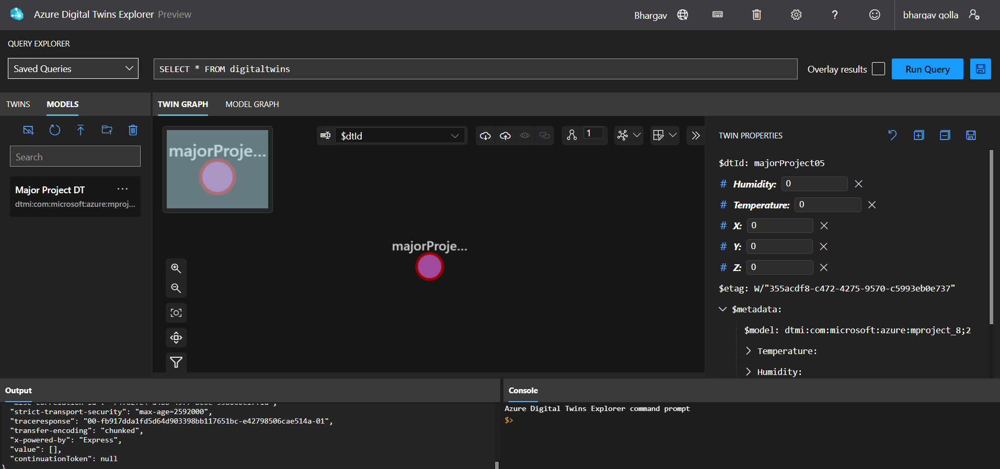 Azure Digital Twins Explorer Preview
Bhargav
bhargav golla
QUERY EXPLORER
Saved Queries
SELECT * FROM digitaltwins
Overlay results
Run Query
TWINS
MODELS
Search
Major Project DT
dtmi:com:microsoft:azure:mproj...
TWIN GRAPH
MODEL GRAPH
majorProje...
$dtId
1
majorProje...
TWIN PROPERTIES
$dtId: majorProject05
# Humidity: 0
# Temperature: 0
# X: 0
# Y: 0
# Z: 0
$etag: W/"355acdf8-c472-4275-9570-c5993eb0e737"
$metadata:
$model: dtmi:com:microsoft:azure:mproject_8;2
Temperature:
Humidity:
Output
"strict-transport-security": "max-age=2592000",
"traceresponse": "00-fb917dda1fd5d64d903398bb117651bc-e42798506cae514a-01",
"transfer-encoding": "chunked",
"x-powered-by": "Express",
"value": [],
"continuationToken": null
}
Console
Azure Digital Twins Explorer command prompt
$>